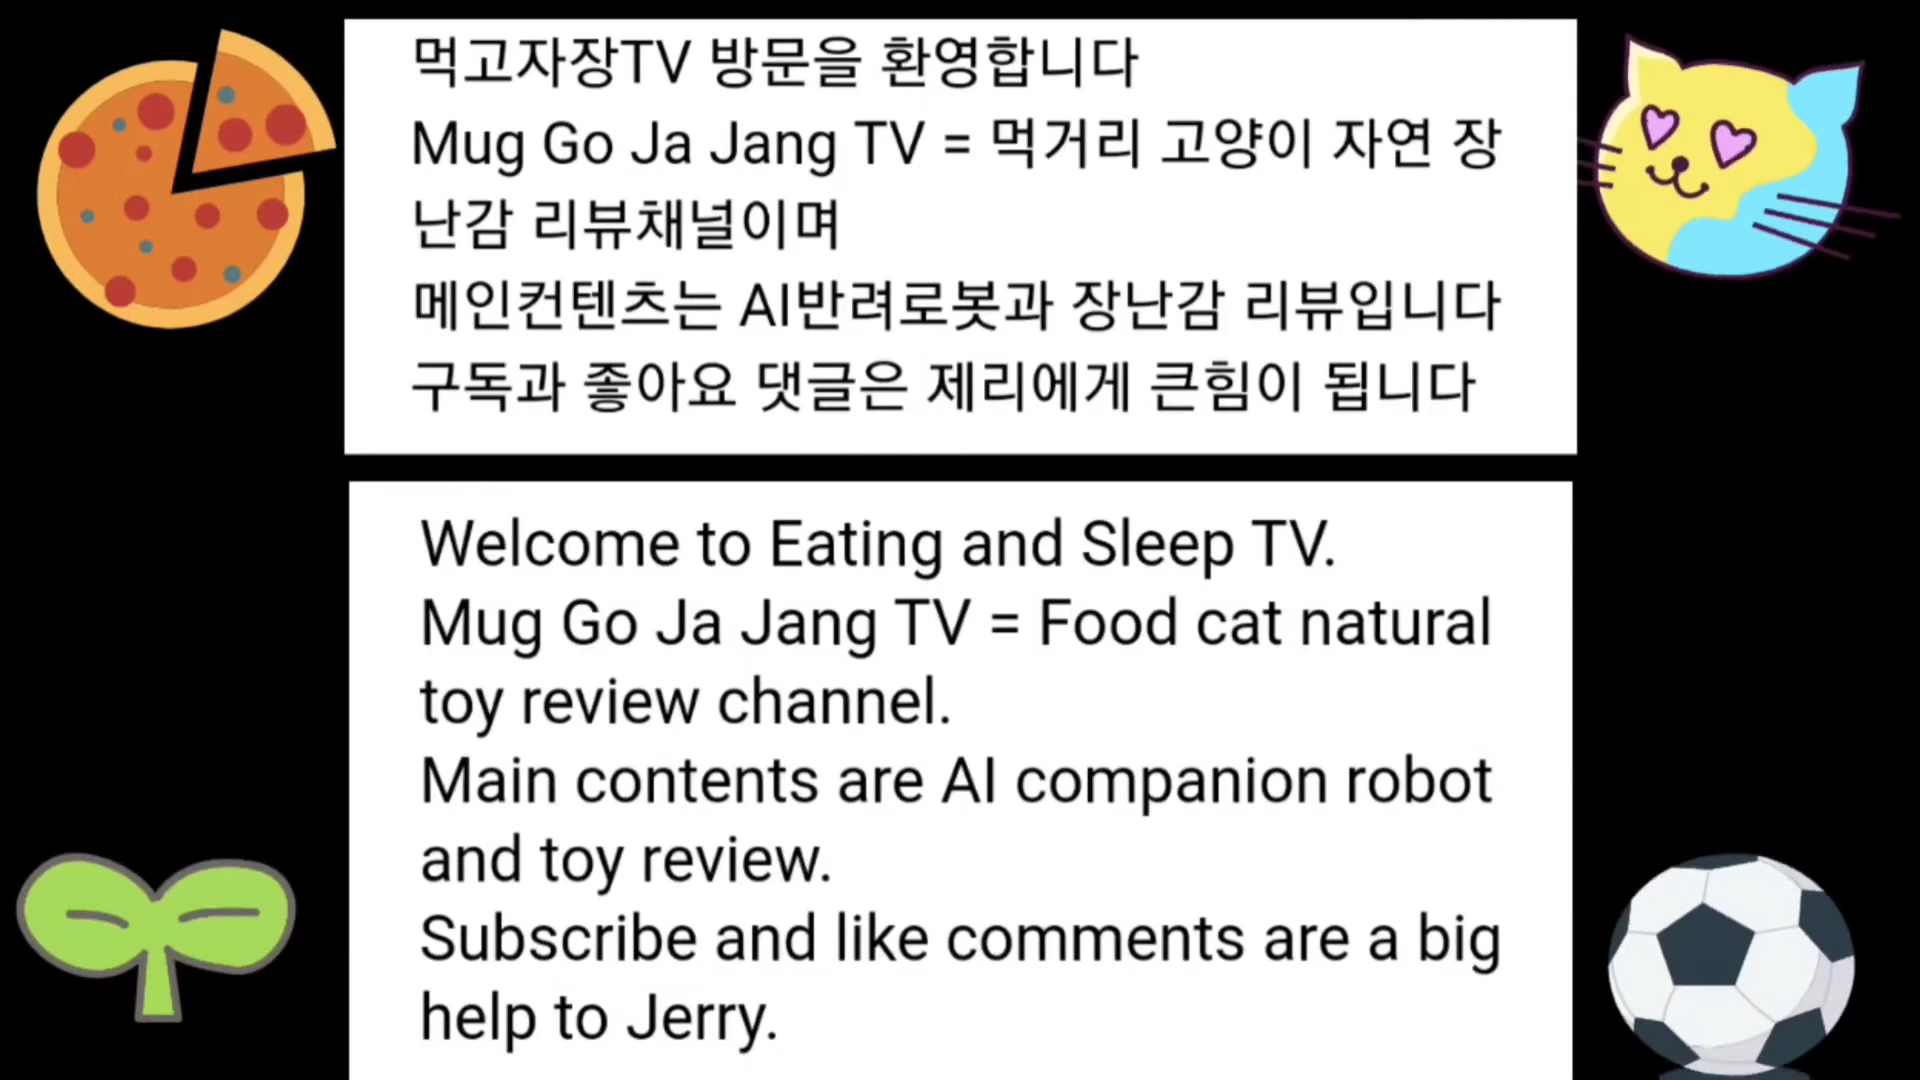 먹고자장TV 방문을 환영합니다
Mug Go Ja Jang TV = 먹거리 고양이 자연 장
난감 리뷰채널이며
메인컨텐츠는 AI반려로봇과 장난감 리뷰입니다
구독과 좋아요 댓글은 제리에게 큰힘이 됩니다
Welcome to Eating and Sleep TV.
Mug Go Ja Jang TV = Food cat natural
toy review channel.
Main contents are AI companion robot
and toy review.
Subscribe and like comments are a big
help to Jerry.